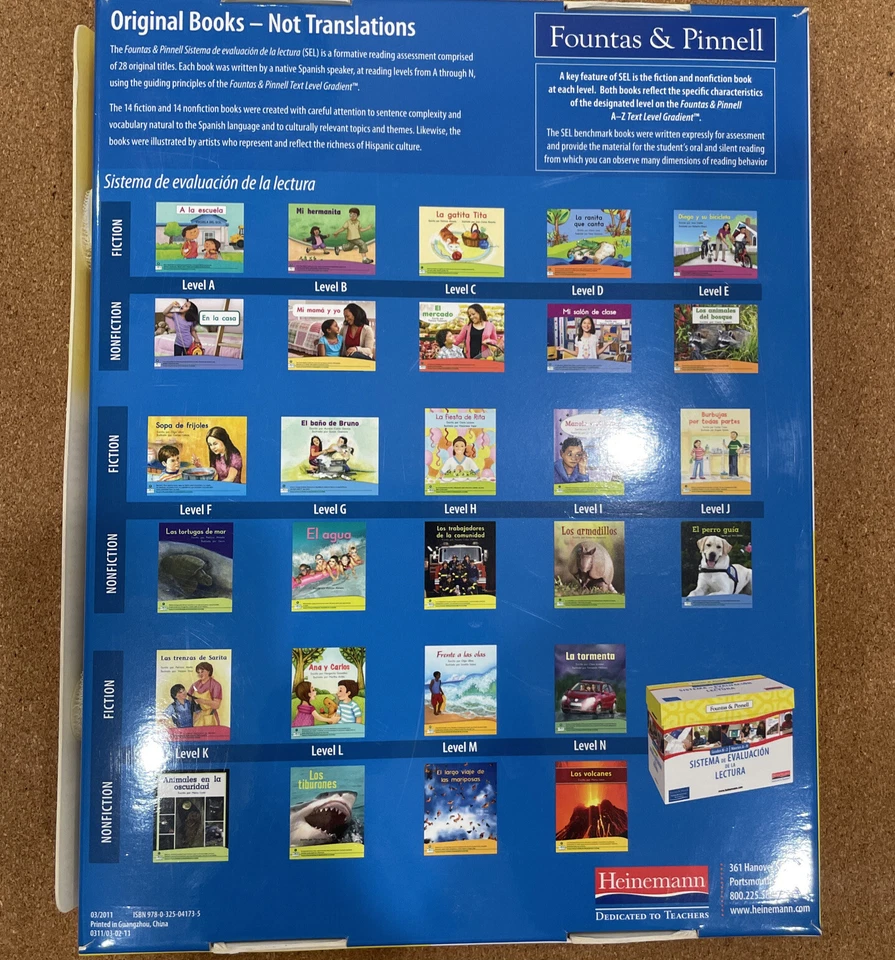 Original Books – Not Translations
The Fountas & Pinnell Sistema de evaluación de la lectura (SEL) is a formative reading assessment comprised
of 28 original titles. Each book was written by a native Spanish speaker, at reading levels from A through N,
using the guiding principles of the Fountas & Pinnell Text Level Gradient™.
The 14 fiction and 14 nonfiction books were created with careful attention to sentence complexity and
vocabulary natural to the Spanish language and to culturally relevant topics and themes. Likewise, the
books were illustrated by artists who represent and reflect the richness of Hispanic culture.
Fountas & Pinnell
A key feature of SEL is the fiction and nonfiction book
at each level. Both books reflect the specific characteristics
of the designated level on the Fountas & Pinnell
A–Z Text Level Gradient™.
The SEL benchmark books were written expressly for assessment
and provide the material for the student's oral and silent reading
from which you can observe many dimensions of reading behavior
Sistema de evaluación de la lectura
FICTION
A la escuela
Mi hermanita
La gatita Tita
La ranita
que canta
Diego y su bicicleta
Level A
Level B
Level C
Level D
Level E
NONFICTION
En la casa
Mi mamá y yo
El
mercado
Mi salón de clase
Los animales
del bosque
FICTION
Sopa de frijoles
El baño de Bruno
La fiesta de Rita
Burbujas
por todas partes
Level F
Level G
Level H
Level I
Level J
NONFICTION
Las tortugas de mar
El agua
Los trabajadores
de la comunidad
Los armadillos
El perro guía
FICTION
Las trenzas de Sarita
Ana y Carlos
Frente a las olas
La tormenta
Level K
Level L
Level M
Level N
NONFICTION
Animales en la
oscuridad
Los
tiburones
El largo viaje de
las mariposas
Los volcanes
Fountas & Pinnell
SISTEMA DE EVALUACIÓN
DE LA
LECTURA
Heinemann
DEDICATED TO TEACHERS
361 Hanove
Portsmou
800.225.5
www.heinemann.com
03/2011 ISBN 978-0-325-04173-5
Printed in Guangzhou, China
0311/01-02-11